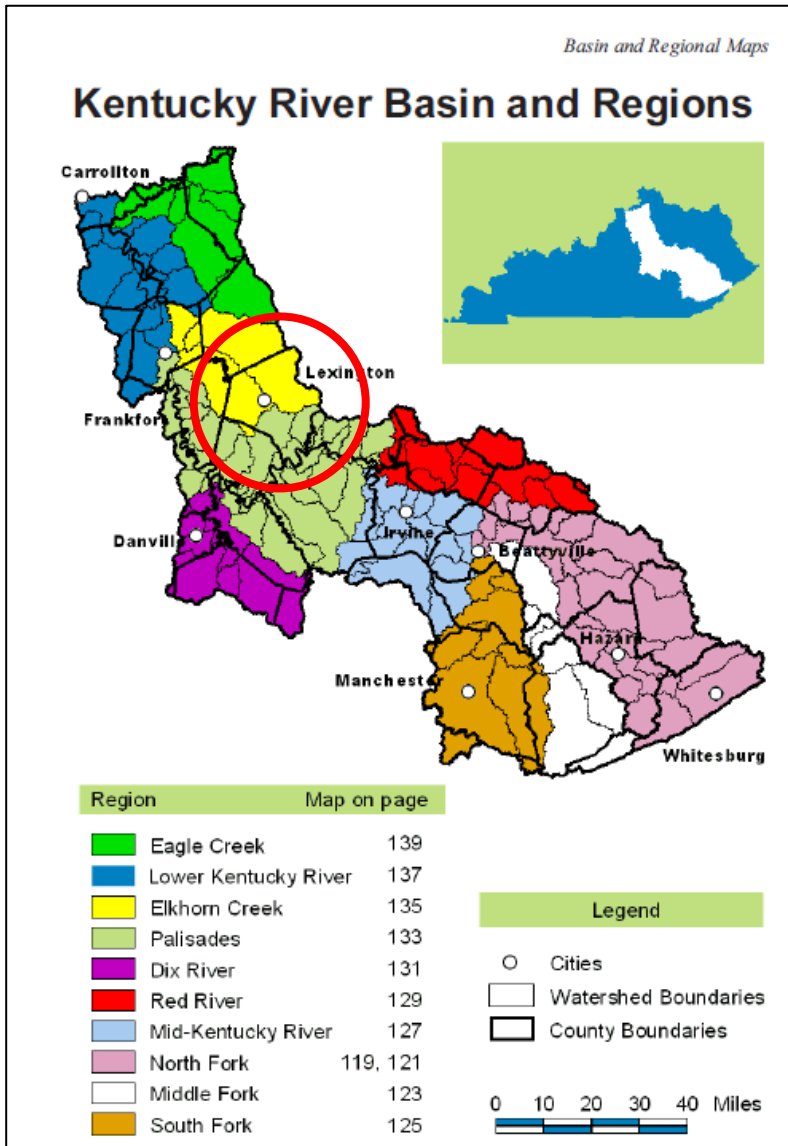 Basin and Regional Maps
Kentucky River Basin and Regions
Carrollton
Lexington
Frankfor
Danvill
Irvine
Beattyville
Hazard
Manchest
Whitesburg
Region Map on page
Eagle Creek 139
Lower Kentucky River 137
Elkhorn Creek 135
Palisades 133
Dix River 131
Red River 129
Mid-Kentucky River 127
North Fork 119, 121
Middle Fork 123
South Fork 125
Legend
Cities
Watershed Boundaries
County Boundaries
0 10 20 30 40 Miles